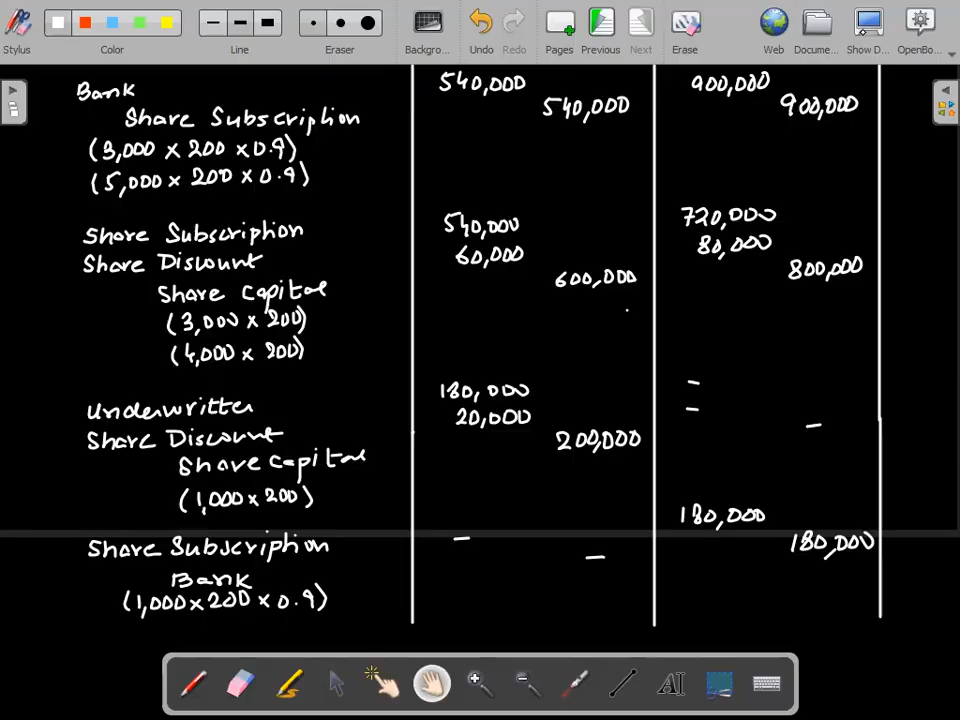 Stylus Color Line Eraser Backgro... Undo Redo Pages Previous Next Erase Web Docume... Show D... OpenBo...
Bank 540,000 900,000
Share Subscription 540,000 900,000
(3,000 x 200 x 0.9)
(5,000 x 200 x 0.9)
Share Subscription 540,000 720,000
Share Discount 60,000 80,000
Share Capital 600,000 800,000
(3,000 x 200)
(4,000 x 200)
Underwritter 180,000 -
Share Discount 20,000 -
Share Capital 200,000 -
(1,000 x 200)
Share Subscription - 180,000
Bank - 180,000
(1,000 x 200 x 0.9)